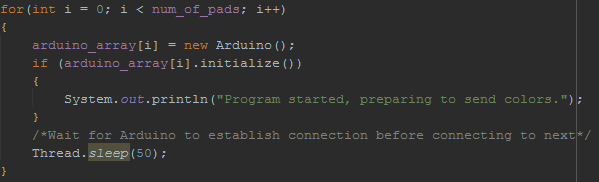 for(int i = 0; i < num_of_pads; i++)
{
    arduino_array[i] = new Arduino();
    if (arduino_array[i].initialize())
    {
        System.out.println("Program started, preparing to send colors.");
    }
    /*Wait for Arduino to establish connection before connecting to next*/
    Thread.sleep(50);
}